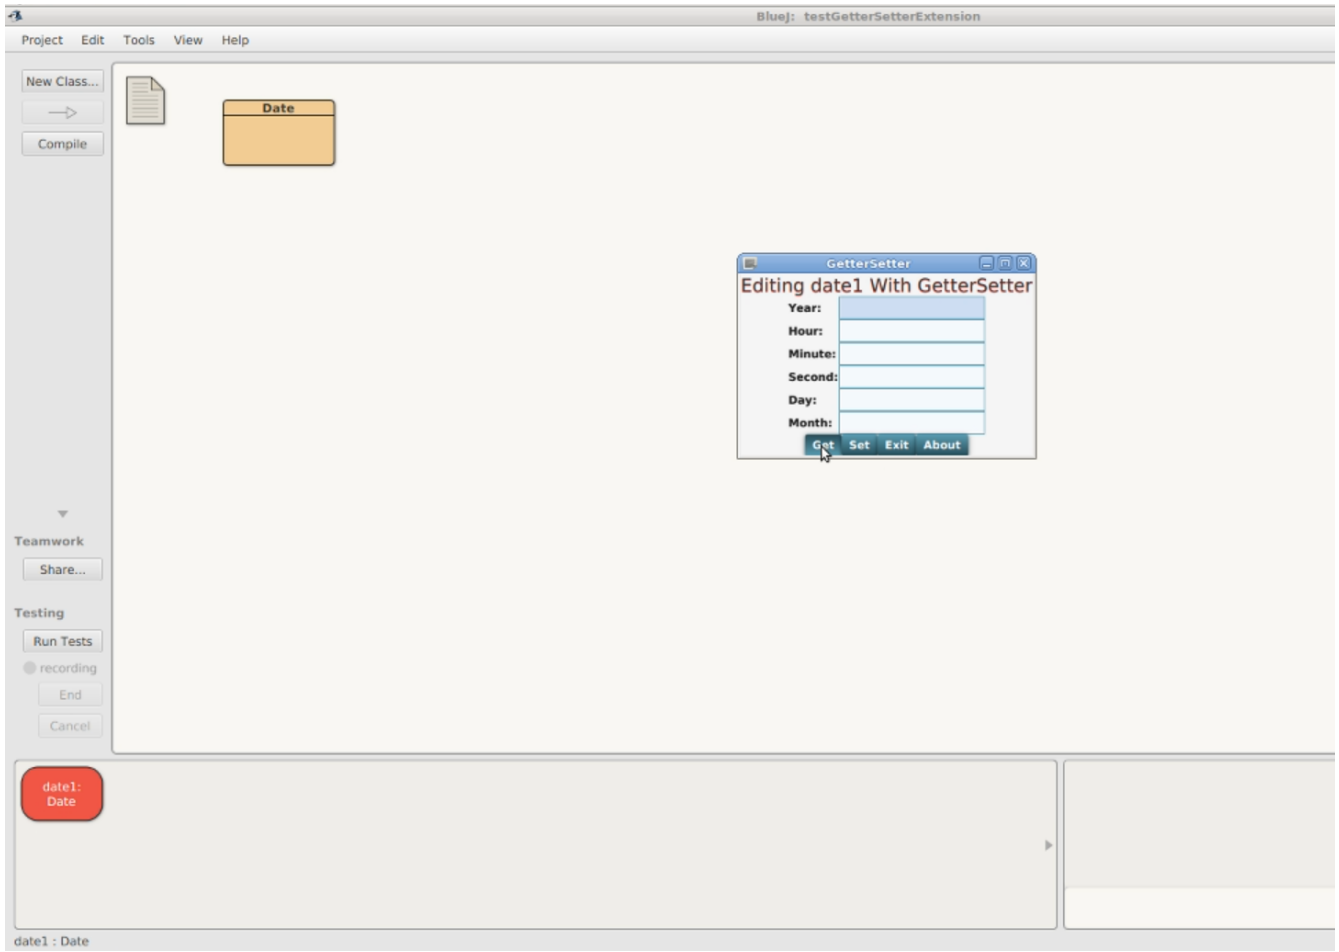 BlueJ: testGetterSetterExtension
Project Edit Tools View Help
New Class...
Compile
Date
GetterSetter
Editing date1 With GetterSetter
Year:
Hour:
Minute:
Second:
Day:
Month:
Get Set Exit About
Teamwork
Share...
Testing
Run Tests
recording
End
Cancel
date1:
Date
date1 : Date